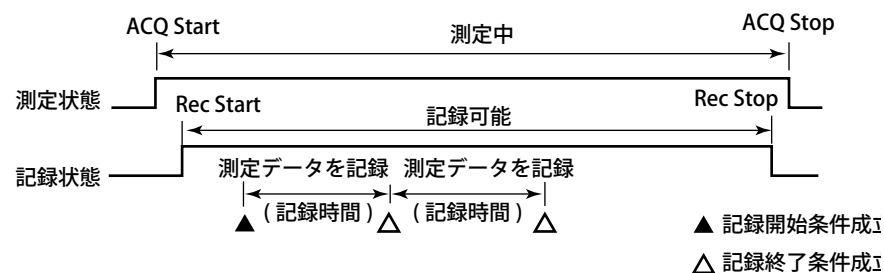 ACQ Start
ACQ Stop
測定中
測定状態
Rec Start
Rec Stop
記録可能
記録状態
測定データを記録 測定データを記録
( 記録時間 ) ( 記録時間 )
▲ 記録開始条件成立
△ 記録終了条件成立